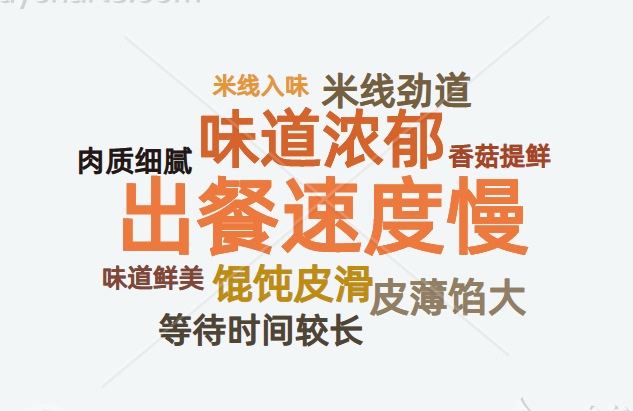 米线入味
米线劲道
味道浓郁
肉质细腻
香菇提鲜
出餐速度慢
味道鲜美
馄饨皮滑
皮薄馅大
等待时间较长